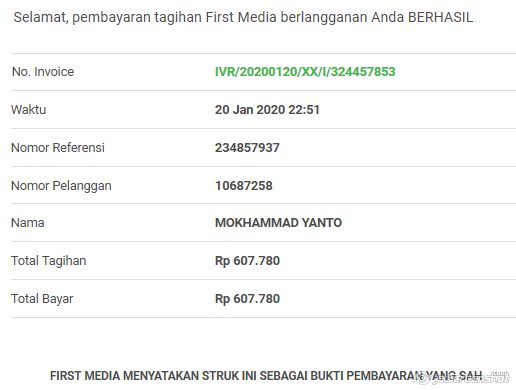 Selamat, pembayaran tagihan First Media berlangganan Anda BERHASIL
No. Invoice IVR/20200120/XX/I/324457853
Waktu 20 Jan 2020 22:51
Nomor Referensi 234857937
Nomor Pelanggan 10687258
Nama MOKHAMMAD YANTO
Total Tagihan Rp 607.780
Total Bayar Rp 607.780
FIRST MEDIA MENYATAKAN STRUK INI SEBAGAI BUKTI PEMBAYARAN YANG SAH